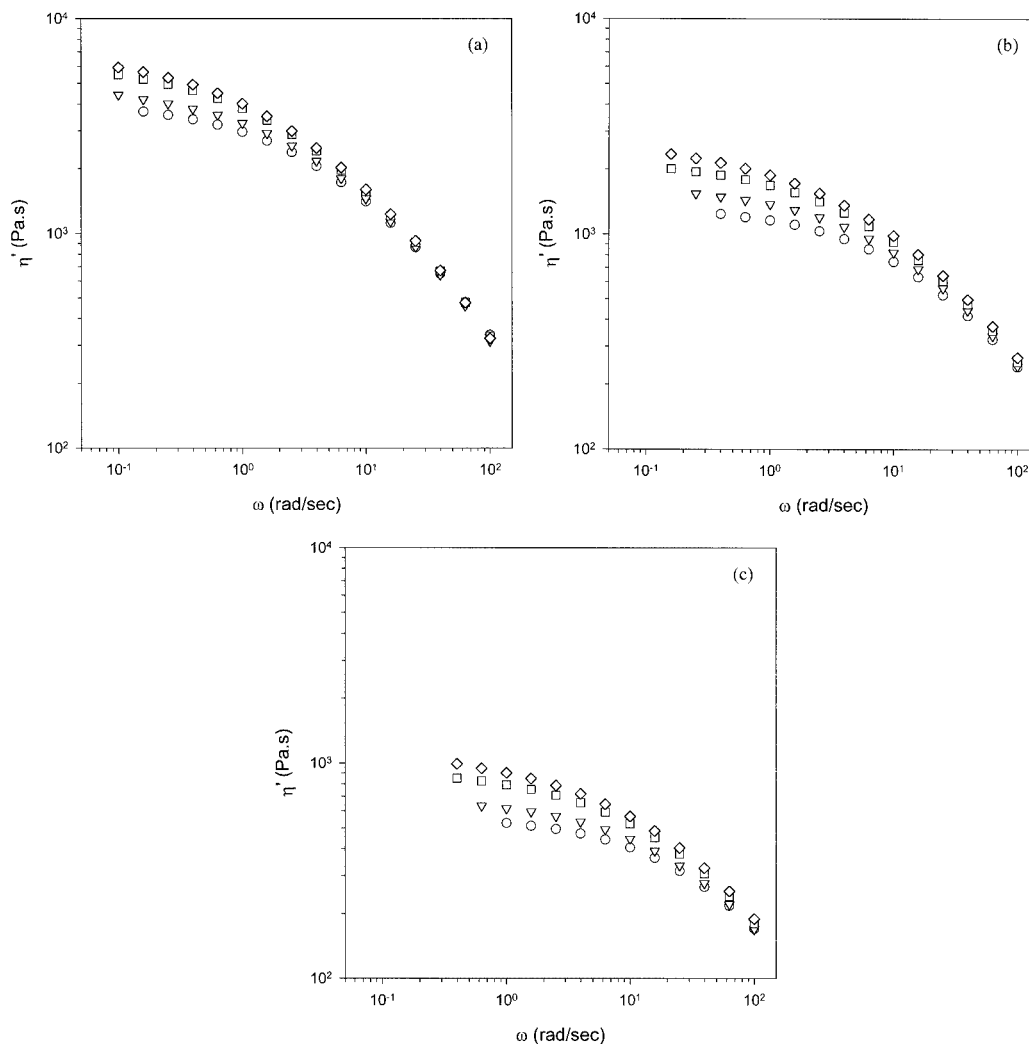 10⁴
(a)
η' (Pa.s)
10³
10²
10⁻¹ 10⁰ 10¹ 10²
ω (rad/sec)
10⁴
(b)
η' (Pa.s)
10³
10²
10⁻¹ 10⁰ 10¹ 10²
ω (rad/sec)
10⁴
(c)
η' (Pa.s)
10³
10²
10⁻¹ 10⁰ 10¹ 10²
ω (rad/sec)